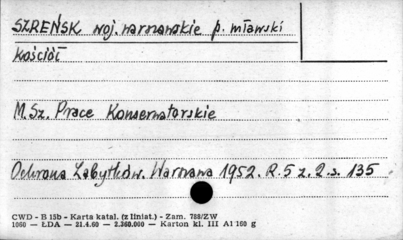 SZREŃSK woj. warszawskie p. mławski
kościół
M. Sz. Prace Konserwatorskie
Ochrona Zabytków. Warszawa 1952. R. 5 z. 2. s. 135
CWD - B 15b - Karta katal. (z liniat.) - Zam. 788/ZW
1060 — ŁDA — 21.4.60 — 2.360.000 — Karton kl. III A1 160 g